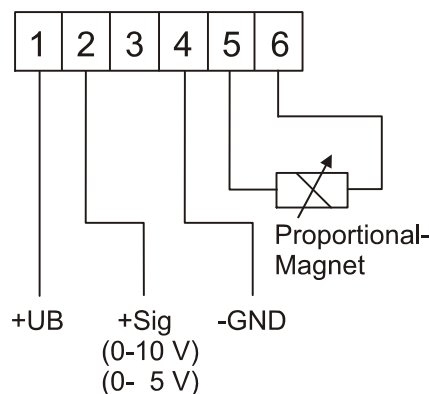 1 2 3 4 5 6
Proportional-
Magnet
+UB +Sig -GND
(0-10 V)
(0- 5 V)